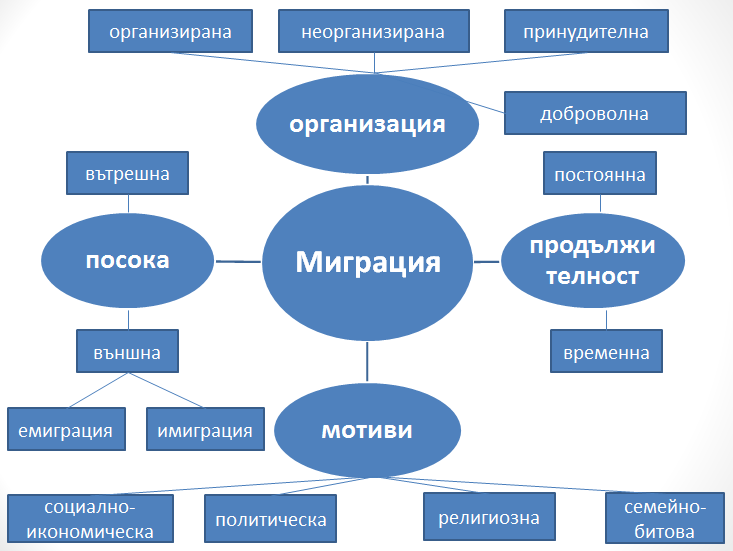 организирана
неорганизирана
принудителна
организация
доброволна
вътрешна
постоянна
посока
Миграция
продължи
телност
външна
временна
емиграция
имиграция
мотиви
социално-
икономическа
политическа
религиозна
семейно-
битова